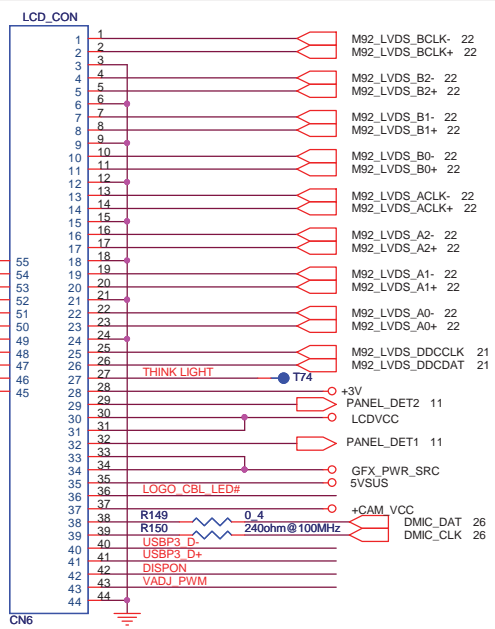 LCD_CON
1 1 M92_LVDS_BCLK- 22
2 2 M92_LVDS_BCLK+ 22
3 3
4 4 M92_LVDS_B2- 22
5 5 M92_LVDS_B2+ 22
6 6
7 7 M92_LVDS_B1- 22
8 8 M92_LVDS_B1+ 22
9 9
10 10 M92_LVDS_B0- 22
11 11 M92_LVDS_B0+ 22
12 12
13 13 M92_LVDS_ACLK- 22
14 14 M92_LVDS_ACLK+ 22
15 15
16 16 M92_LVDS_A2- 22
17 17 M92_LVDS_A2+ 22
55 18 18
54 19 19 M92_LVDS_A1- 22
53 20 20 M92_LVDS_A1+ 22
52 21 21
51 22 22 M92_LVDS_A0- 22
50 23 23 M92_LVDS_A0+ 22
49 24 24
48 25 25 M92_LVDS_DDCCLK 21
47 26 26 M92_LVDS_DDCDAT 21
46 27 27 THINK LIGHT T74
45 28 28 +3V
29 29 PANEL_DET2 11
30 30 LCDVCC
31 31
32 32 PANEL_DET1 11
33 33
34 34 GFX_PWR_SRC
35 35 5VSUS
36 36 LOGO_CBL_LED#
37 37 +CAM_VCC
38 38 R149 0_4 DMIC_DAT 26
39 39 R150 240ohm@100MHz DMIC_CLK 26
40 40 USBP3_D-
41 41 USBP3_D+
42 42 DISPON
43 43 VADJ_PWM
44 44
CN6